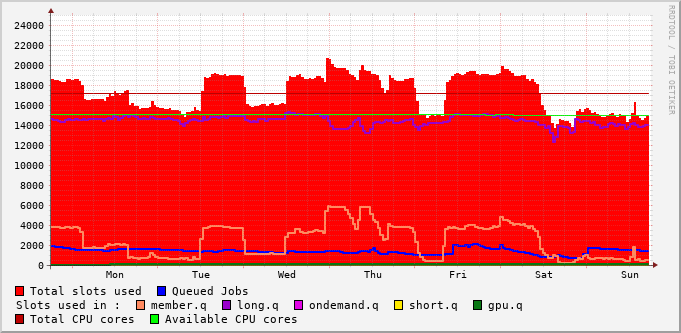 24000
22000
20000
18000
16000
14000
12000
10000
8000
6000
4000
2000
0
Mon Tue Wed Thu Fri Sat Sun
RRDTOOL / TOBI OETIKER
Total slots used Queued Jobs
Slots used in : member.q long.q ondemand.q short.q gpu.q
Total CPU cores Available CPU cores